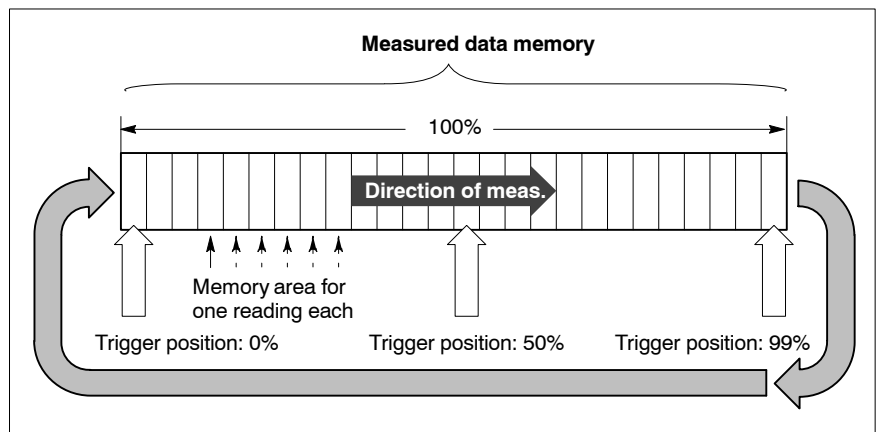 Measured data memory
100%
Direction of meas.
Memory area for
one reading each
Trigger position: 0%
Trigger position: 50%
Trigger position: 99%